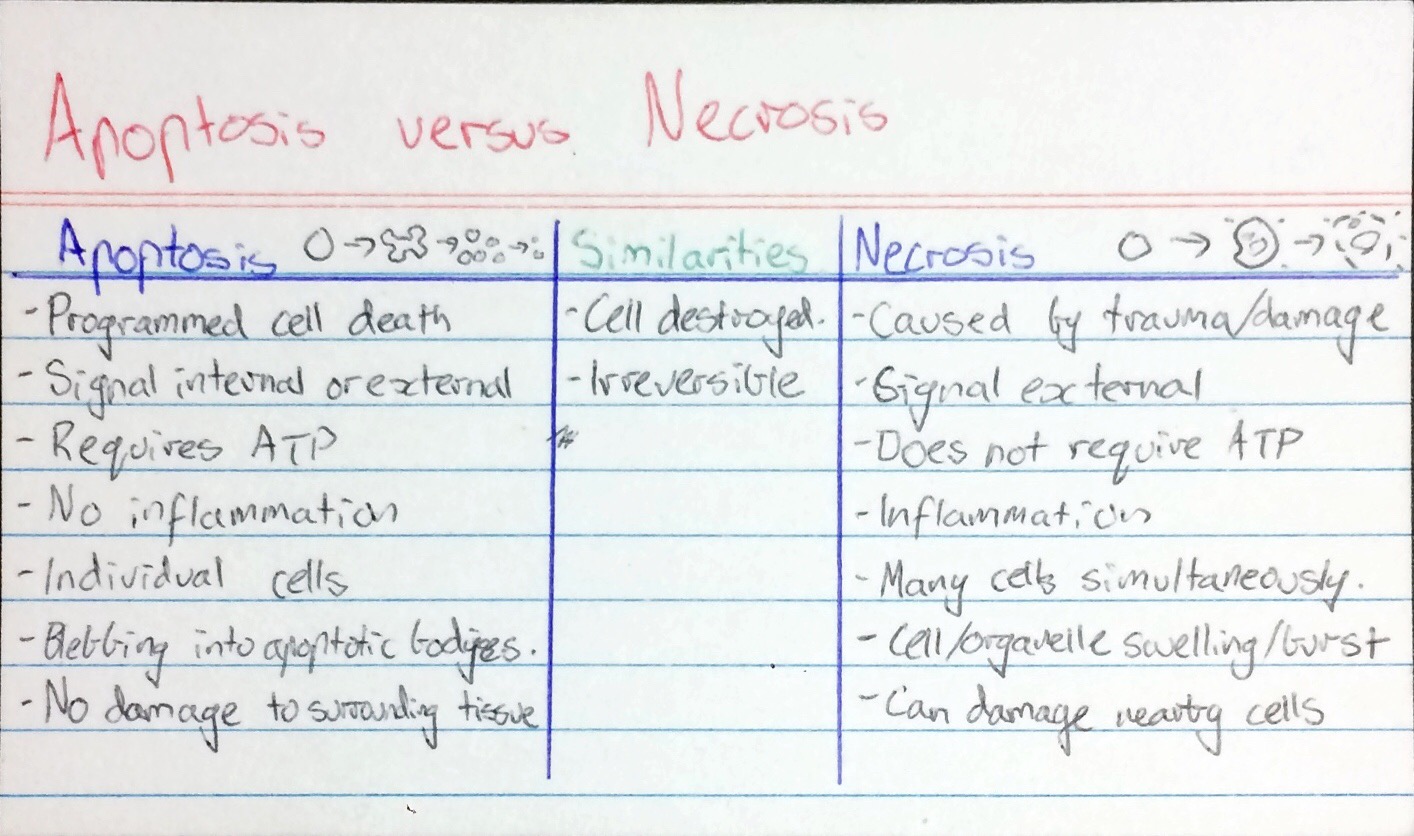 Apoptosis versus Necrosis
Apoptosis
- Programmed cell death
- Signal internal or external
- Requires ATP
- No inflammation
- Individual cells
- Blebbing into apoptotic bodies.
- No damage to surrounding tissue
Similarities
- Cell destroyed.
- Irreversible
Necrosis
- Caused by trauma/damage
- Signal external
- Does not require ATP
- Inflammation
- Many cells simultaneously.
- Cell/organelle swelling/burst
- Can damage nearby cells